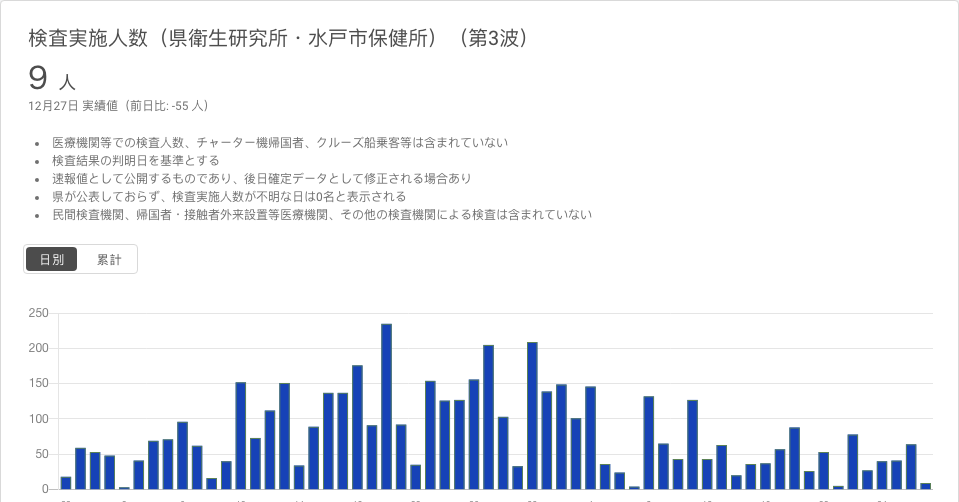 検査実施人数（県衛生研究所・水戸市保健所）（第3波）
9 人
12月27日 実績値（前日比: -55 人）
医療機関等での検査人数、チャーター機帰国者、クルーズ船乗客等は含まれていない
検査結果の判明日を基準とする
速報値として公開するものであり、後日確定データとして修正される場合あり
県が公表しておらず、検査実施人数が不明な日は0名と表示される
民間検査機関、帰国者・接触者外来設置等医療機関、その他の検査機関による検査は含まれていない
日別 累計
250
200
150
100
50
0